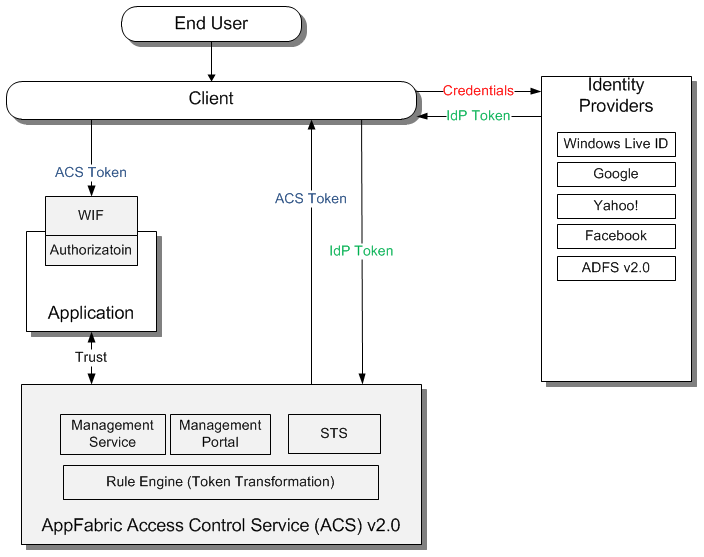 End User
Client
Credentials
IdP Token
Identity
Providers
Windows Live ID
Google
Yahoo!
Facebook
ADFS v2.0
ACS Token
ACS Token
IdP Token
WIF
Authorizatoin
Application
Trust
Management
Service
Management
Portal
STS
Rule Engine (Token Transformation)
AppFabric Access Control Service (ACS) v2.0